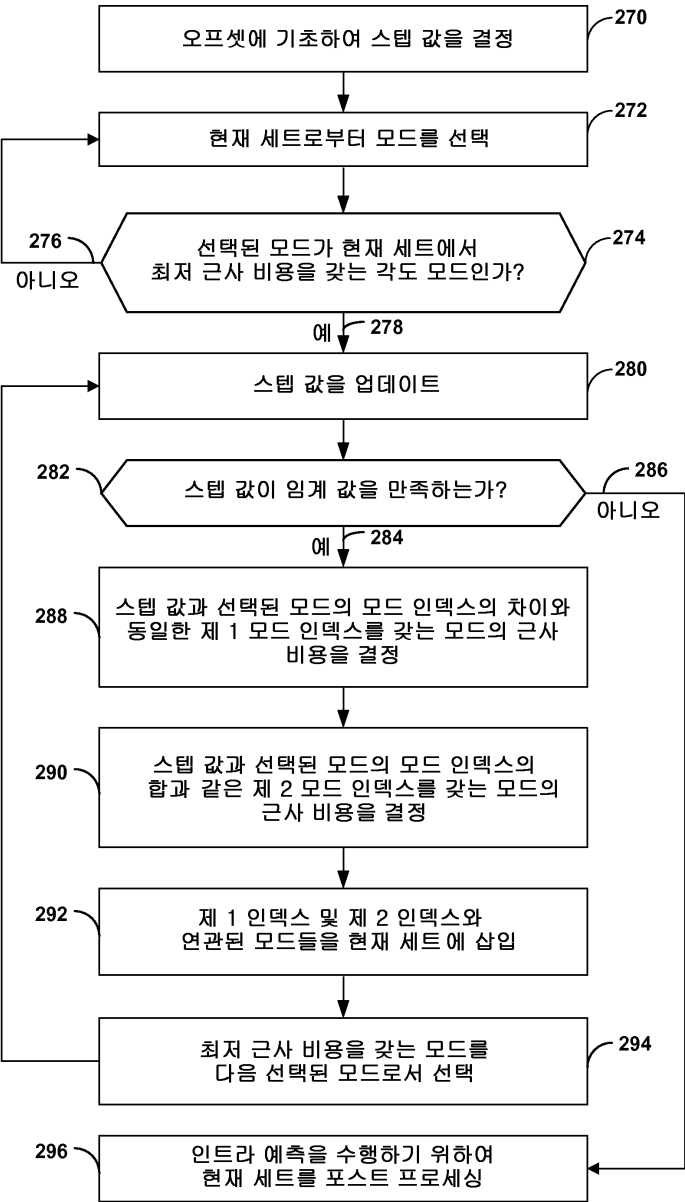 오프셋에 기초하여 스텝 값을 결정
270
현재 세트로부터 모드를 선택
272
선택된 모드가 현재 세트에서
최저 근사 비용을 갖는 각도 모드인가?
274
276
아니오
예
278
스텝 값을 업데이트
280
282
스텝 값이 임계 값을 만족하는가?
286
아니오
예
284
288
스텝 값과 선택된 모드의 모드 인덱스의 차이와
동일한 제 1 모드 인덱스를 갖는 모드의 근사
비용을 결정
290
스텝 값과 선택된 모드의 모드 인덱스의
합과 같은 제 2 모드 인덱스를 갖는 모드의
근사 비용을 결정
292
제 1 인덱스 및 제 2 인덱스와
연관된 모드들을 현재 세트에 삽입
최저 근사 비용을 갖는 모드를
다음 선택된 모드로서 선택
294
296
인트라 예측을 수행하기 위하여
현재 세트를 포스트 프로세싱